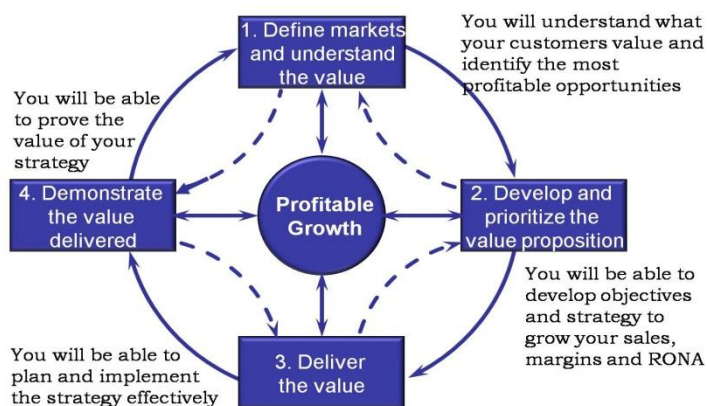 1. Define markets
and understand
the value
You will understand what
your customers value and
identify the most
profitable opportunities
You will be able
to prove the
value of your
strategy
4. Demonstrate
the value
delivered
Profitable
Growth
2. Develop and
prioritize the
value proposition
You will be able to
develop objectives
and strategy to
grow your sales,
margins and RONA
You will be able to
plan and implement
the strategy effectively
3. Deliver
the value